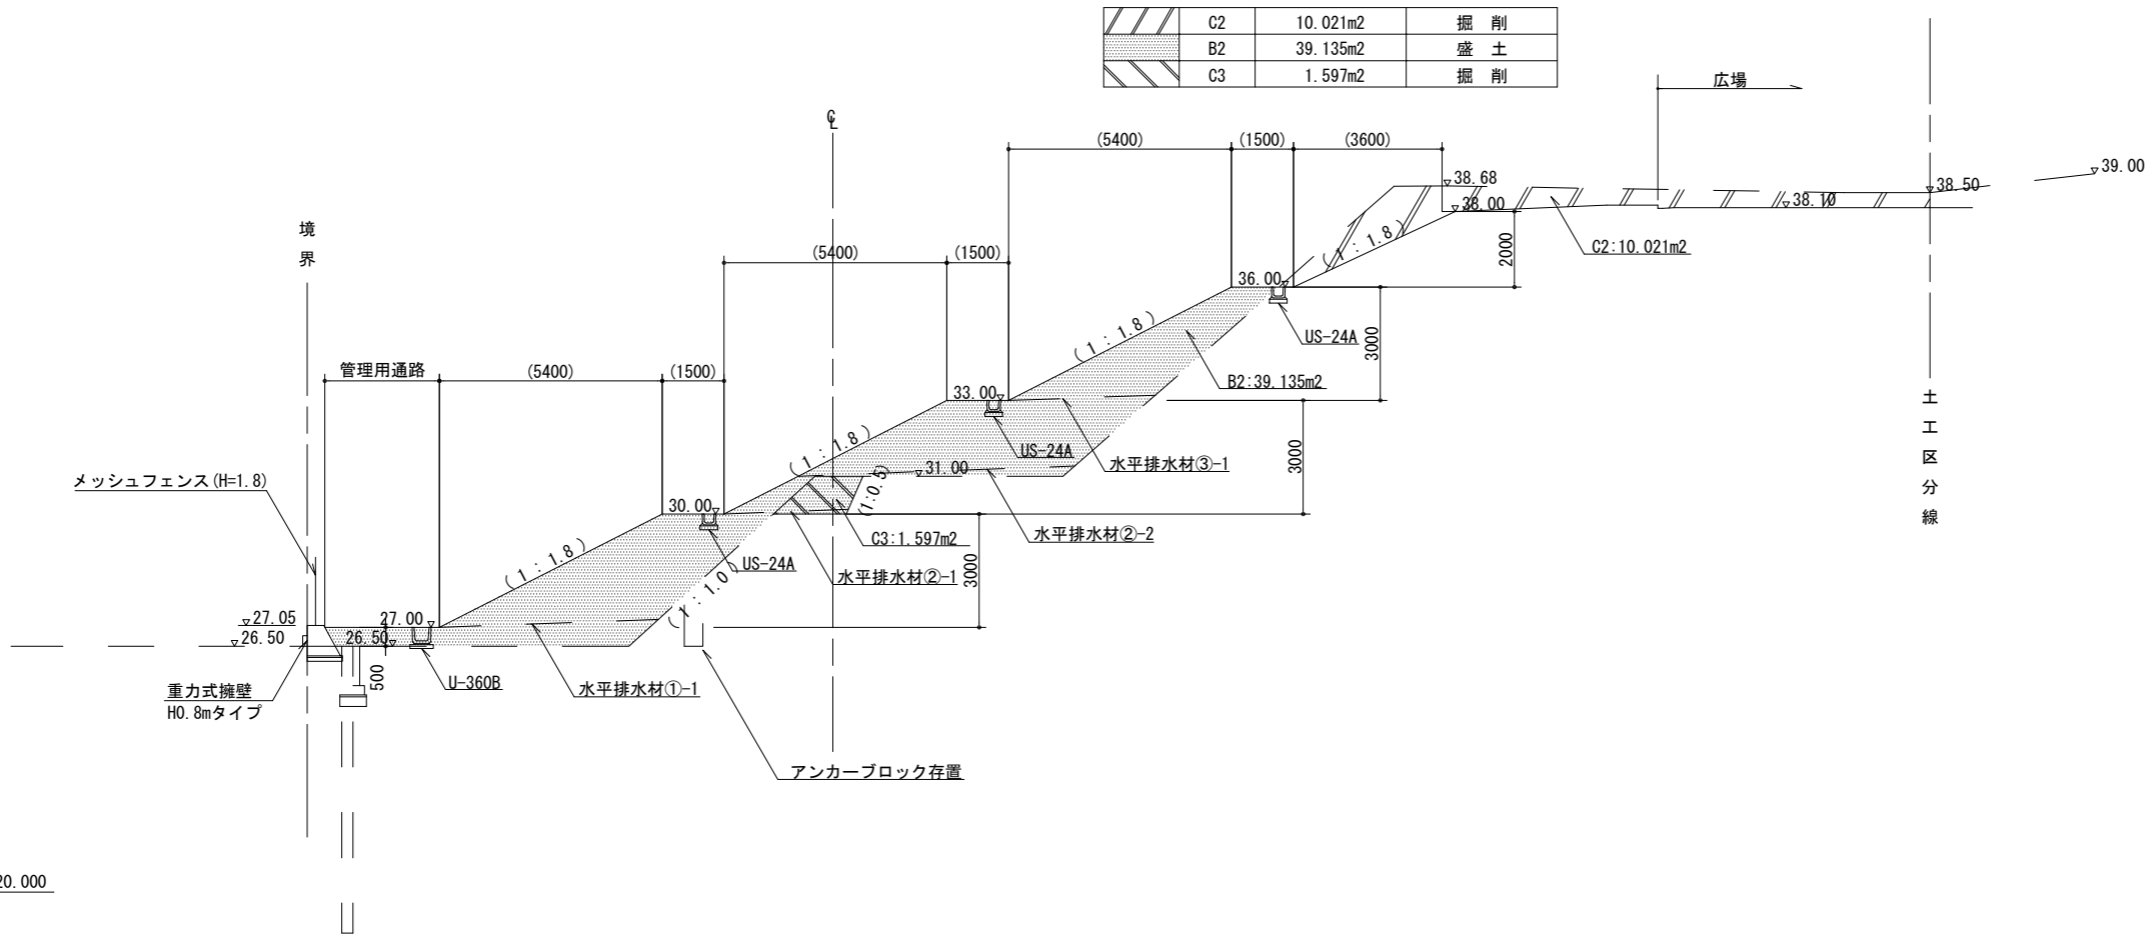 C2 10.021m2 掘 削
B2 39.135m2 盛 土
C3 1.597m2 掘 削
広場
CL
(5400) (1500) (3600)
39.00
38.68
38.50
38.00
38.10
境界
(1:1.8)
2000
C2:10.021m2
(5400) (1500)
36.00
US-24A
(1:1.8)
3000
管理用通路 (5400) (1500)
B2:39.135m2
33.00
土工区分線
US-24A
(1:1.8)
水平排水材③-1
3000
31.00
メッシュフェンス(H=1.8)
(1:0.5)
30.00
水平排水材②-2
C3:1.597m2
US-24A
(1:1.8)
水平排水材②-1
3000
(1:1.0)
27.05
27.00
26.50
26.50
500
U-360B
水平排水材①-1
重力式擁壁
H0.8mタイプ
アンカーブロック存置
20.000